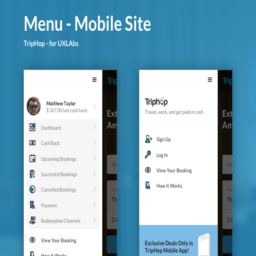 Menu - Mobile Site
TripHop - for UXLAbs
Matthew Taylor
$ 367.00 last cash back
Dashboard
Cash Back
Upcoming Bookings
Successful Bookings
Cancelled Bookings
Payment
Redemption Channels
View Your Booking
How It Works
Ext
Am
Triphop
Travel, work, and get paid in cash.
Sign Up
Log In
View Your Booking
How It Works
Exclusive Deals Only In
TripHop Mobile App!
Ext
An